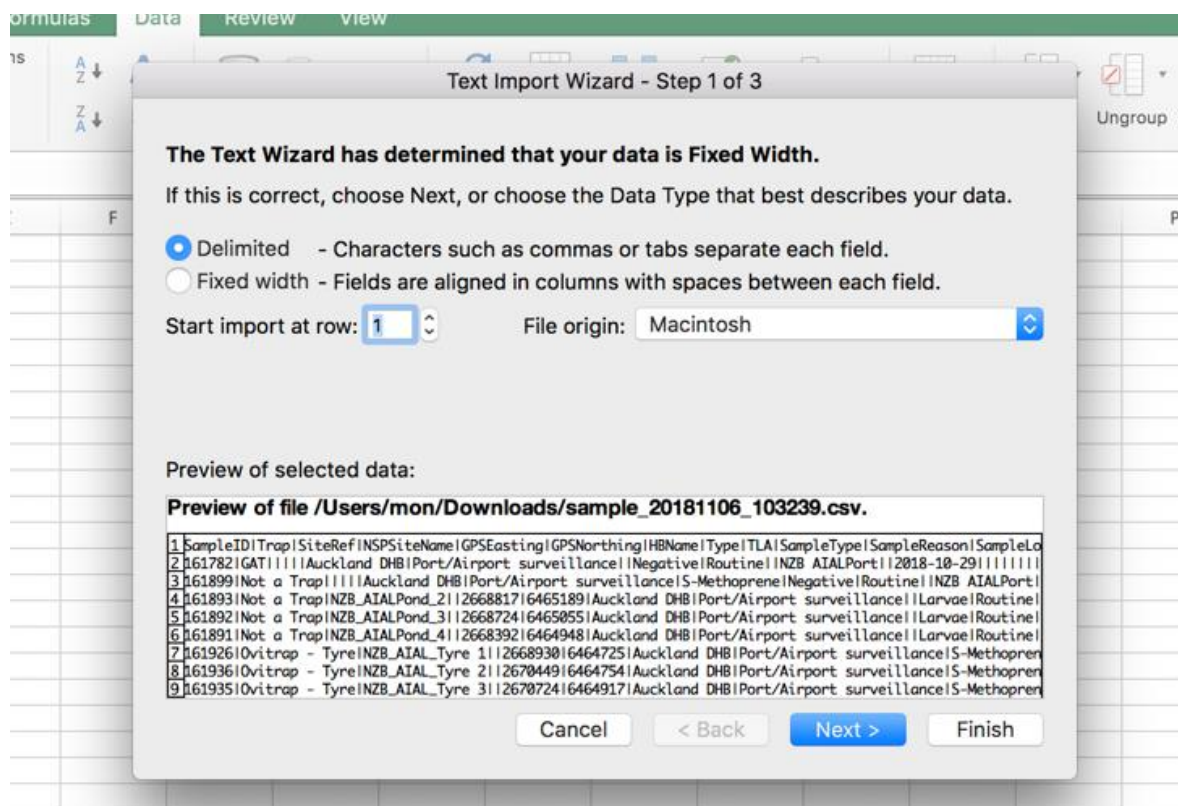 ormulas Data Review View
ns
A Z
Z A
Ungroup
Text Import Wizard - Step 1 of 3
The Text Wizard has determined that your data is Fixed Width.
If this is correct, choose Next, or choose the Data Type that best describes your data.
F
P
Delimited - Characters such as commas or tabs separate each field.
Fixed width - Fields are aligned in columns with spaces between each field.
Start import at row: 1 File origin: Macintosh
Preview of selected data:
Preview of file /Users/mon/Downloads/sample_20181106_103239.csv.
1 SampleID|Trap|SiteRef|NSPSiteName|GPSEasting|GPSNorthing|HBName|Type|TLA|SampleType|SampleReason|SampleLo
2 161782|GAT|||||Auckland DHB|Port/Airport surveillance||Negative|Routine||NZB AIALPort||2018-10-29||||||||
3 161899|Not a Trap|||||Auckland DHB|Port/Airport surveillance|S-Methoprene|Negative|Routine||NZB AIALPort|
4 161893|Not a Trap|NZB_AIALPond_2||2668817|6465189|Auckland DHB|Port/Airport surveillance||Larvae|Routine|
5 161892|Not a Trap|NZB_AIALPond_3||2668724|6465055|Auckland DHB|Port/Airport surveillance||Larvae|Routine|
6 161891|Not a Trap|NZB_AIALPond_4||2668392|6464948|Auckland DHB|Port/Airport surveillance||Larvae|Routine|
7 161926|Ovitrap - Tyre|NZB_AIAL_Tyre 1||2668930|6464725|Auckland DHB|Port/Airport surveillance|S-Methopren
8 161936|Ovitrap - Tyre|NZB_AIAL_Tyre 2||2670449|6464754|Auckland DHB|Port/Airport surveillance|S-Methopren
9 161935|Ovitrap - Tyre|NZB_AIAL_Tyre 3||2670724|6464917|Auckland DHB|Port/Airport surveillance|S-Methopren
Cancel < Back Next > Finish